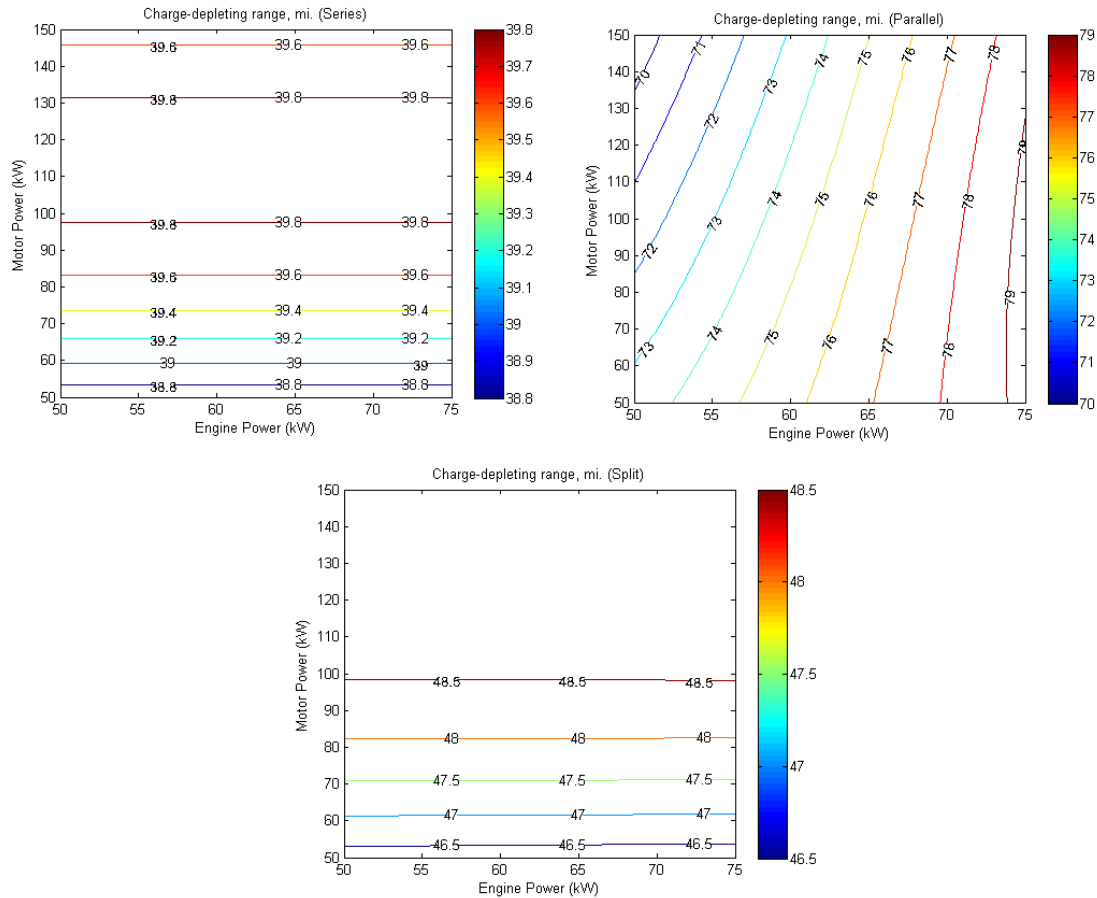 Charge-depleting range, mi. (Series)
150
140
130
120
110
100
90
80
70
60
50
Motor Power (kW)
39.6 39.6 39.6
39.8 39.8 39.8
39.8 39.8 39.8
39.6 39.6 39.6
39.4 39.4 39.4
39.2 39.2 39.2
39 39 39
38.8 38.8 38.8
50 55 60 65 70 75
Engine Power (kW)
39.8
39.7
39.6
39.5
39.4
39.3
39.2
39.1
39
38.9
38.8
Charge-depleting range, mi. (Parallel)
150
140
130
120
110
100
90
80
70
60
50
Motor Power (kW)
70 71 73 74 75 76 77 78
72 79
73 74 75 76 77 78
72 79
73 74 75 76 77 78
50 55 60 65 70 75
Engine Power (kW)
79
78
77
76
75
74
73
72
71
70
Charge-depleting range, mi. (Split)
150
140
130
120
110
100
90
80
70
60
50
Motor Power (kW)
48.5 48.5 48.5
48 48 48
47.5 47.5 47.5
47 47 47
46.5 46.5 46.5
50 55 60 65 70 75
Engine Power (kW)
48.5
48
47.5
47
46.5